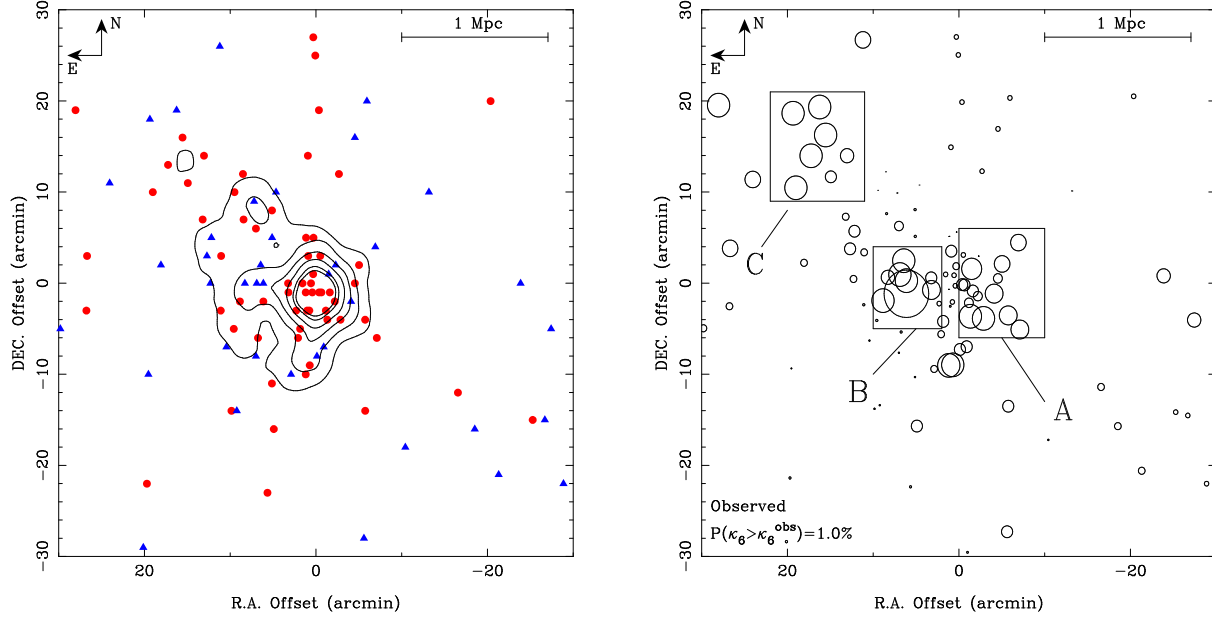 30
20
10
0
−10
−20
−30
DEC. Offset (arcmin)
N
E
1 Mpc
20
0
−20
R.A. Offset (arcmin)
30
20
10
0
−10
−20
−30
DEC. Offset (arcmin)
N
E
1 Mpc
C
B
A
Observed
P(κ₆>κ₆ᵒᵇˢ)=1.0%
20
0
−20
R.A. Offset (arcmin)